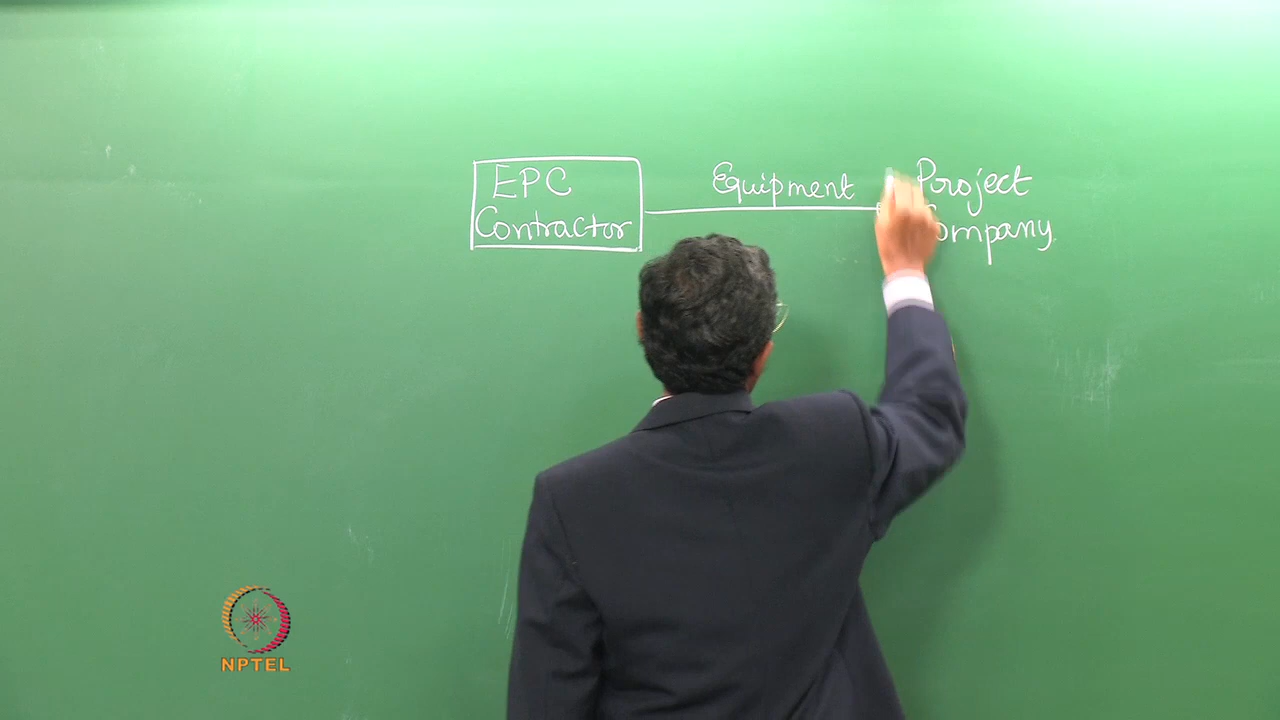 EPC
Contractor
Equipment
Project
Company
NPTEL